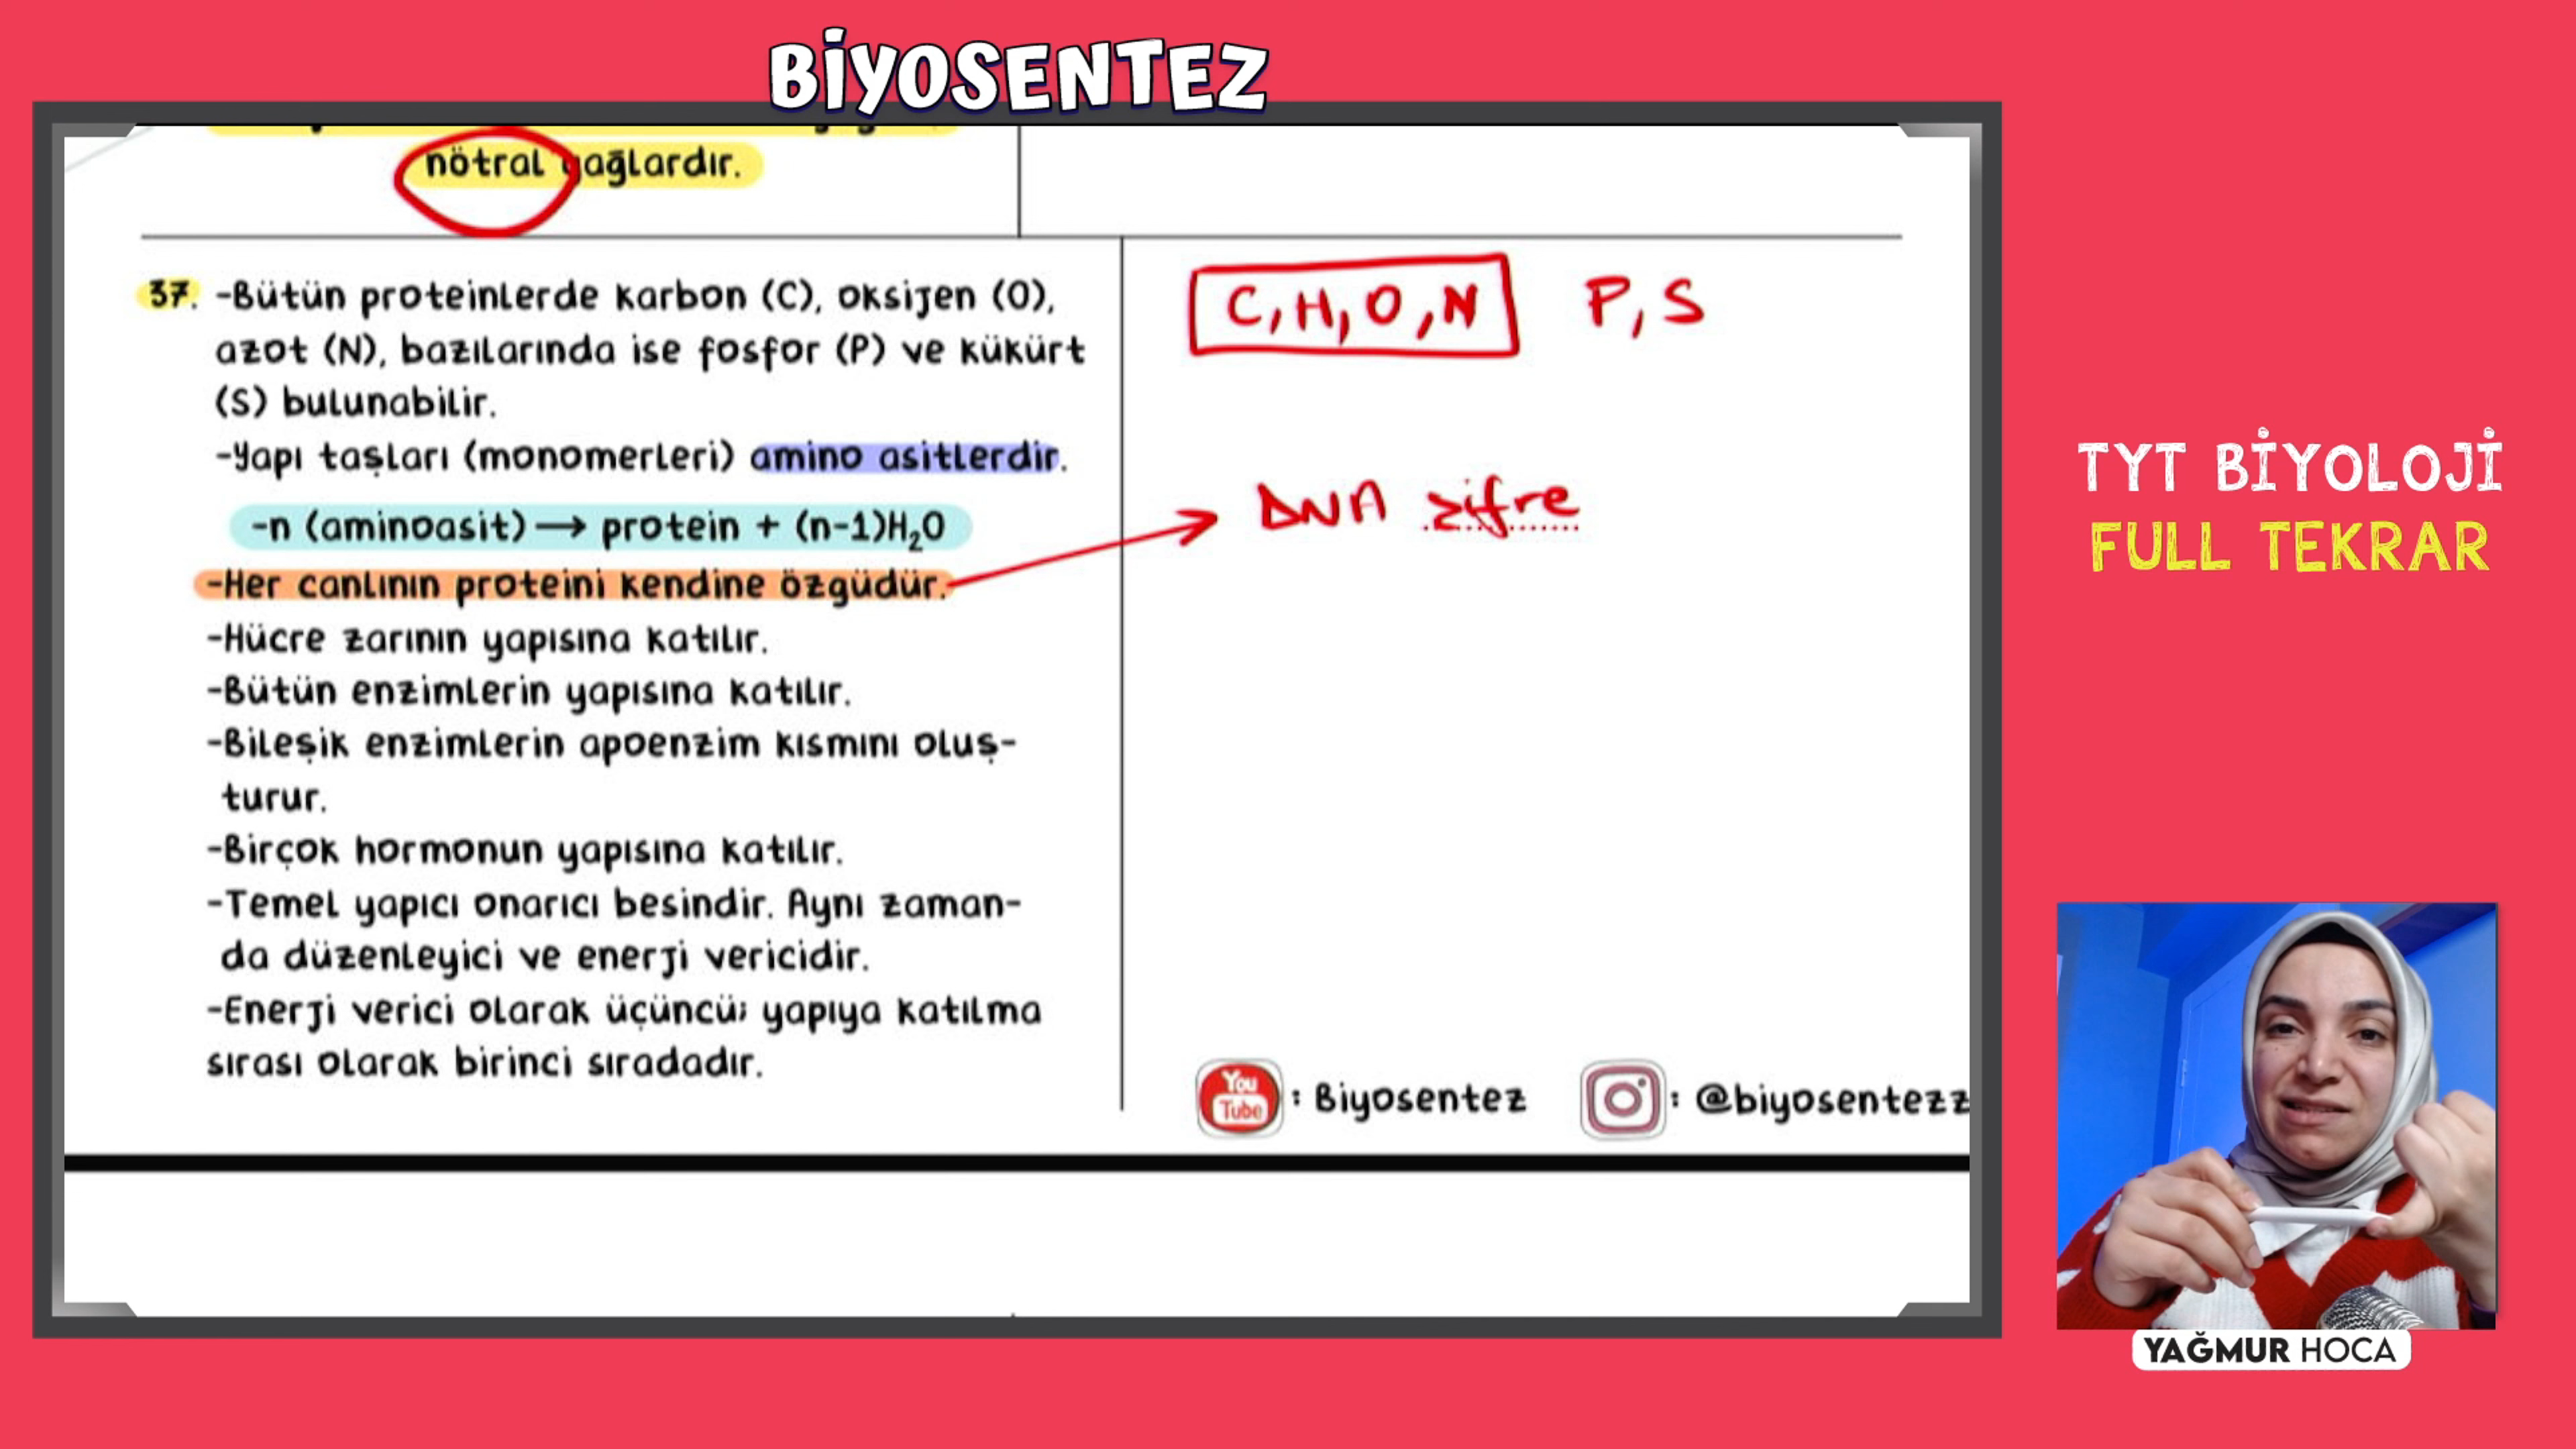 BİYOSENTEZ
nötral yağlardır.
37. -Bütün proteinlerde karbon (C), oksijen (O),
azot (N), bazılarında ise fosfor (P) ve kükürt
(S) bulunabilir.
-Yapı taşları (monomerleri) amino asitlerdir.
-n (aminoasit) → protein + (n-1)H₂O
-Her canlının proteini kendine özgüdür.
-Hücre zarının yapısına katılır.
-Bütün enzimlerin yapısına katılır.
-Bileşik enzimlerin apoenzim kısmını oluş-
turur.
-Birçok hormonun yapısına katılır.
-Temel yapıcı onarıcı besindir. Aynı zaman-
da düzenleyici ve enerji vericidir.
-Enerji verici olarak üçüncü; yapıya katılma
sırası olarak birinci sıradadır.
C, H, O, N P, S
DNA şifre
You
Tube : Biyosentez : @biyosentezz
TYT BİYOLOJİ
FULL TEKRAR
YAĞMUR HOCA